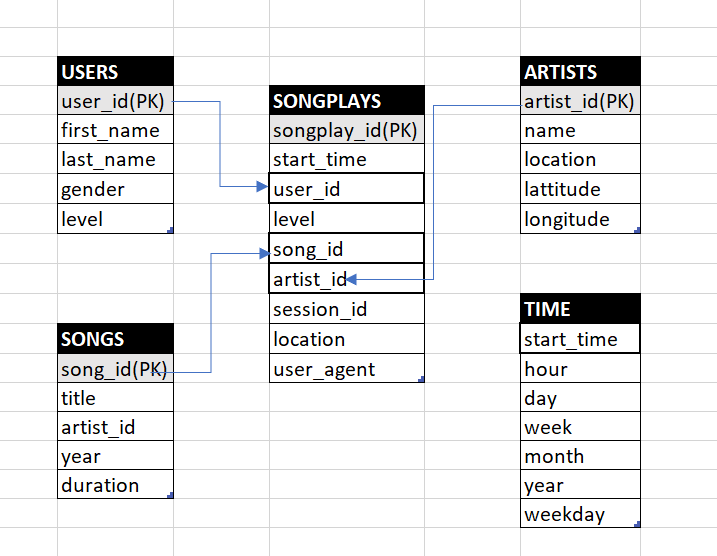 USERS
user_id(PK)
first_name
last_name
gender
level
SONGPLAYS
songplay_id(PK)
start_time
user_id
level
song_id
artist_id
session_id
location
user_agent
ARTISTS
artist_id(PK)
name
location
lattitude
longitude
SONGS
song_id(PK)
title
artist_id
year
duration
TIME
start_time
hour
day
week
month
year
weekday